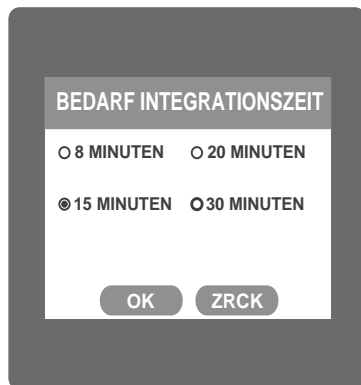 BEDARF INTEGRATIONSZEIT
8 MINUTEN 20 MINUTEN
15 MINUTEN 30 MINUTEN
OK ZRCK